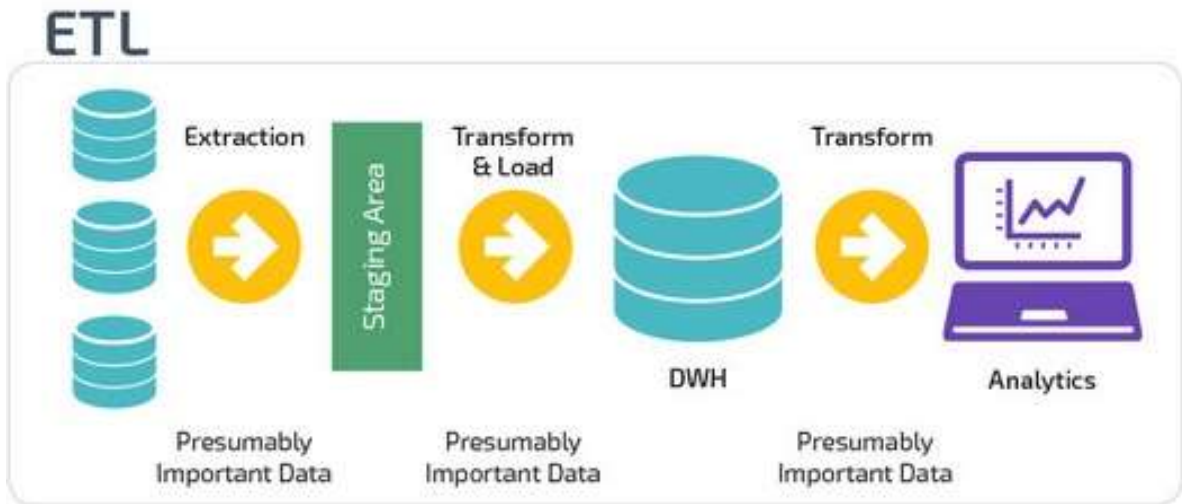 ETL
Extraction
Staging Area
Transform
& Load
Transform
DWH
Analytics
Presumably
Important Data
Presumably
Important Data
Presumably
Important Data